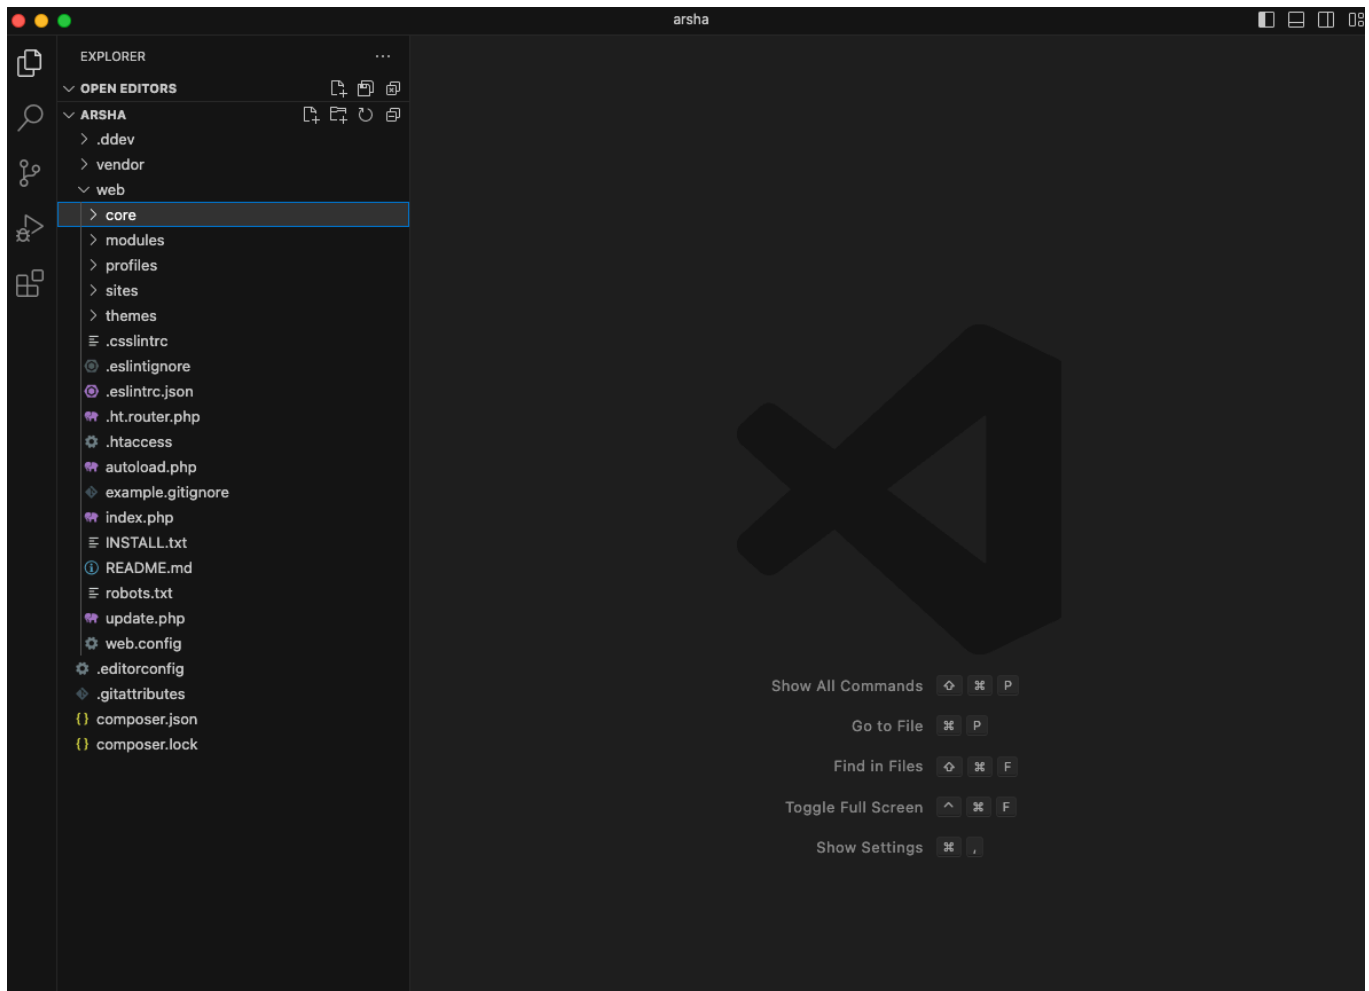 arsha
EXPLORER
OPEN EDITORS
ARSHA
.ddev
vendor
web
core
modules
profiles
sites
themes
.csslintrc
.eslintignore
.eslintrc.json
.ht.router.php
.htaccess
autoload.php
example.gitignore
index.php
INSTALL.txt
README.md
robots.txt
update.php
web.config
.editorconfig
.gitattributes
{} composer.json
{} composer.lock
Show All Commands ⇧ ⌘ P
Go to File ⌘ P
Find in Files ⇧ ⌘ F
Toggle Full Screen ^ ⌘ F
Show Settings ⌘ ,